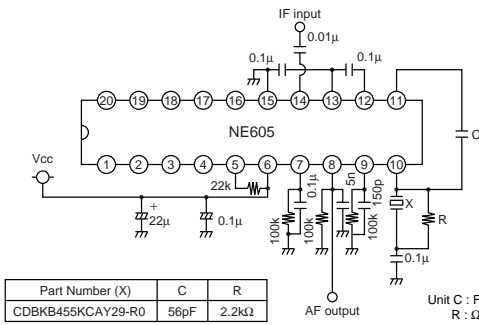 IF input
0.01μ
0.1μ
0.1μ
20 19 18 17 16 15 14 13 12 11
C
NE605
Vcc
1 2 3 4 5 6 7 8 9 10
22k
+
22μ
0.1μ
100k
0.1μ
100k
5n
100k
150p
X
R
0.1μ
Part Number (X) C R
CDBKB455KCAY29-R0 56pF 2.2kΩ
AF output
Unit C : F
R : Ω